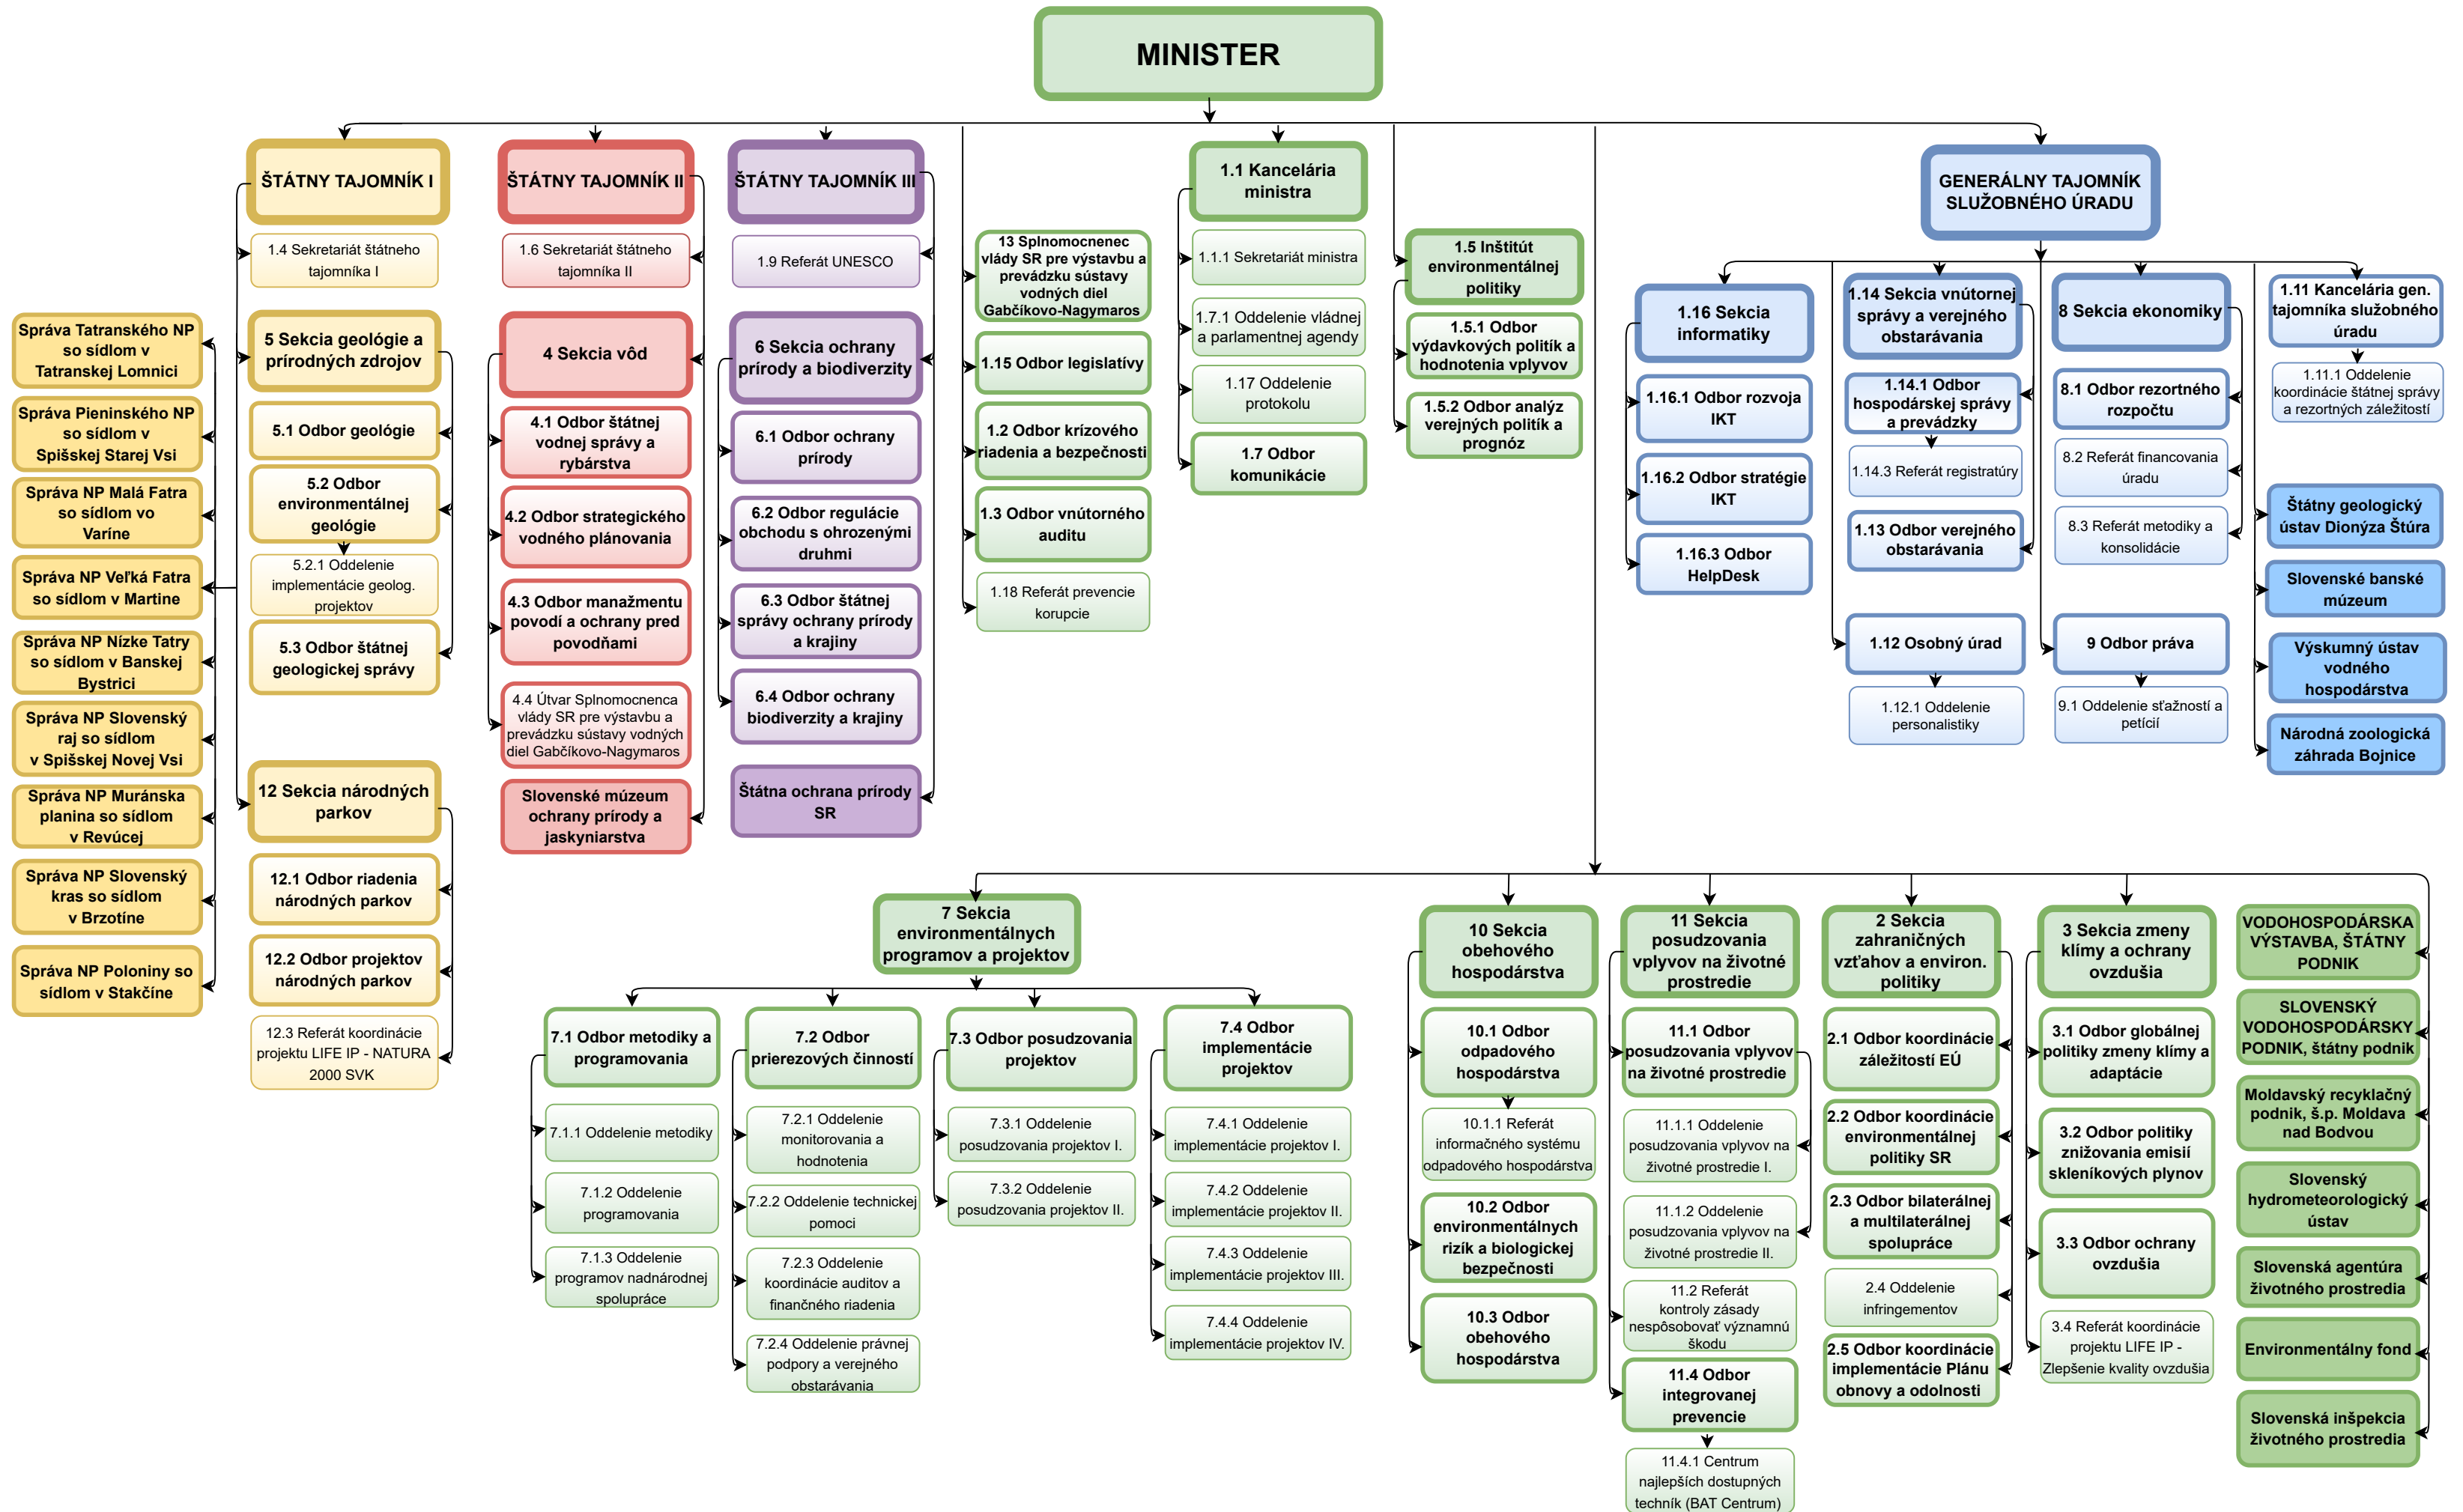 MINISTER
ŠTÁTNY TAJOMNÍK I
1.4 Sekretariát štátneho
tajomníka I
5 Sekcia geológie a
prírodných zdrojov
5.1 Odbor geológie
5.2 Odbor
environmentálnej
geológie
5.2.1 Oddelenie
implementácie geolog.
projektov
5.3 Odbor štátnej
geologickej správy
12 Sekcia národných
parkov
12.1 Odbor riadenia
národných parkov
12.2 Odbor projektov
národných parkov
12.3 Referát koordinácie
projektu LIFE IP - NATURA
2000 SVK
Správa Tatranského NP
so sídlom v
Tatranskej Lomnici
Správa Pieninského NP
so sídlom v
Spišskej Starej Vsi
Správa NP Malá Fatra
so sídlom vo
Varíne
Správa NP Veľká Fatra
so sídlom v Martine
Správa NP Nízke Tatry
so sídlom v Banskej
Bystrici
Správa NP Slovenský
raj so sídlom
v Spišskej Novej Vsi
Správa NP Muránska
planina so sídlom
v Revúcej
Správa NP Slovenský
kras so sídlom
v Brzotíne
Správa NP Poloniny so
sídlom v Stakčíne
ŠTÁTNY TAJOMNÍK II
1.6 Sekretariát štátneho
tajomníka II
4 Sekcia vôd
4.1 Odbor štátnej
vodnej správy a
rybárstva
4.2 Odbor strategického
vodného plánovania
4.3 Odbor manažmentu
povodí a ochrany pred
povodňami
4.4 Útvar Splnomocnenca
vlády SR pre výstavbu a
prevádzku sústavy vodných
diel Gabčíkovo-Nagymaros
Slovenské múzeum
ochrany prírody a
jaskyniarstva
ŠTÁTNY TAJOMNÍK III
1.9 Referát UNESCO
6 Sekcia ochrany
prírody a biodiverzity
6.1 Odbor ochrany
prírody
6.2 Odbor regulácie
obchodu s ohrozenými
druhmi
6.3 Odbor štátnej
správy ochrany prírody
a krajiny
6.4 Odbor ochrany
biodiverzity a krajiny
Štátna ochrana prírody
SR
13 Splnomocnenec
vlády SR pre výstavbu a
prevádzku sústavy
vodných diel
Gabčíkovo-Nagymaros
1.15 Odbor legislatívy
1.2 Odbor krízového
riadenia a bezpečnosti
1.3 Odbor vnútorného
auditu
1.18 Referát prevencie
korupcie
1.1 Kancelária
ministra
1.1.1 Sekretariát ministra
1.7.1 Oddelenie vládnej
a parlamentnej agendy
1.17 Oddelenie
protokolu
1.7 Odbor
komunikácie
1.5 Inštitút
environmentálnej
politiky
1.5.1 Odbor
výdavkových politík a
hodnotenia vplyvov
1.5.2 Odbor analýz
verejných politík a
prognóz
GENERÁLNY TAJOMNÍK
SLUŽOBNÉHO ÚRADU
1.16 Sekcia
informatiky
1.16.1 Odbor rozvoja
IKT
1.16.2 Odbor stratégie
IKT
1.16.3 Odbor
HelpDesk
1.14 Sekcia vnútornej
správy a verejného
obstarávania
1.14.1 Odbor
hospodárskej správy
a prevádzky
1.14.3 Referát registratúry
1.13 Odbor verejného
obstarávania
1.12 Osobný úrad
1.12.1 Oddelenie
personalistiky
8 Sekcia ekonomiky
8.1 Odbor rezortného
rozpočtu
8.2 Referát financovania
úradu
8.3 Referát metodiky a
konsolidácie
9 Odbor práva
9.1 Oddelenie sťažností a
petícií
1.11 Kancelária gen.
tajomníka služobného
úradu
1.11.1 Oddelenie
koordinácie štátnej správy
a rezortných záležitostí
Štátny geologický
ústav Dionýza Štúra
Slovenské banské
múzeum
Výskumný ústav
vodného
hospodárstva
Národná zoologická
záhrada Bojnice
7 Sekcia
environmentálnych
programov a projektov
7.1 Odbor metodiky a
programovania
7.1.1 Oddelenie metodiky
7.1.2 Oddelenie
programovania
7.1.3 Oddelenie
programov nadnárodnej
spolupráce
7.2 Odbor
prierezových činností
7.2.1 Oddelenie
monitorovania a
hodnotenia
7.2.2 Oddelenie technickej
pomoci
7.2.3 Oddelenie
koordinácie auditov a
finančného riadenia
7.2.4 Oddelenie právnej
podpory a verejného
obstarávania
7.3 Odbor posudzovania
projektov
7.3.1 Oddelenie
posudzovania projektov I.
7.3.2 Oddelenie
posudzovania projektov II.
7.4 Odbor
implementácie
projektov
7.4.1 Oddelenie
implementácie projektov I.
7.4.2 Oddelenie
implementácie projektov II.
7.4.3 Oddelenie
implementácie projektov III.
7.4.4 Oddelenie
implementácie projektov IV.
10 Sekcia
obehového
hospodárstva
10.1 Odbor
odpadového
hospodárstva
10.1.1 Referát
informačného systému
odpadového hospodárstva
10.2 Odbor
environmentálnych
rizík a biologickej
bezpečnosti
10.3 Odbor
obehového
hospodárstva
11 Sekcia
posudzovania
vplyvov na životné
prostredie
11.1 Odbor
posudzovania vplyvov
na životné prostredie
11.1.1 Oddelenie
posudzovania vplyvov na
životné prostredie I.
11.1.2 Oddelenie
posudzovania vplyvov na
životné prostredie II.
11.2 Referát
kontroly zásady
nespôsobovať významnú
škodu
11.4 Odbor
integrovanej
prevencie
11.4.1 Centrum
najlepších dostupných
techník (BAT Centrum)
2 Sekcia
zahraničných
vzťahov a environ.
politiky
2.1 Odbor koordinácie
záležitostí EÚ
2.2 Odbor koordinácie
environmentálnej
politiky SR
2.3 Odbor bilaterálnej
a multilaterálnej
spolupráce
2.4 Oddelenie
infringementov
2.5 Odbor koordinácie
implementácie Plánu
obnovy a odolnosti
3 Sekcia zmeny
klímy a ochrany
ovzdušia
3.1 Odbor globálnej
politiky zmeny klímy a
adaptácie
3.2 Odbor politiky
znižovania emisií
skleníkových plynov
3.3 Odbor ochrany
ovzdušia
3.4 Referát koordinácie
projektu LIFE IP -
Zlepšenie kvality ovzdušia
VODOHOSPODÁRSKA
VÝSTAVBA, ŠTÁTNY
PODNIK
SLOVENSKÝ
VODOHOSPODÁRSKY
PODNIK, štátny podnik
Moldavský recyklačný
podnik, š.p. Moldava
nad Bodvou
Slovenský
hydrometeorologický
ústav
Slovenská agentúra
životného prostredia
Environmentálny fond
Slovenská inšpekcia
životného prostredia